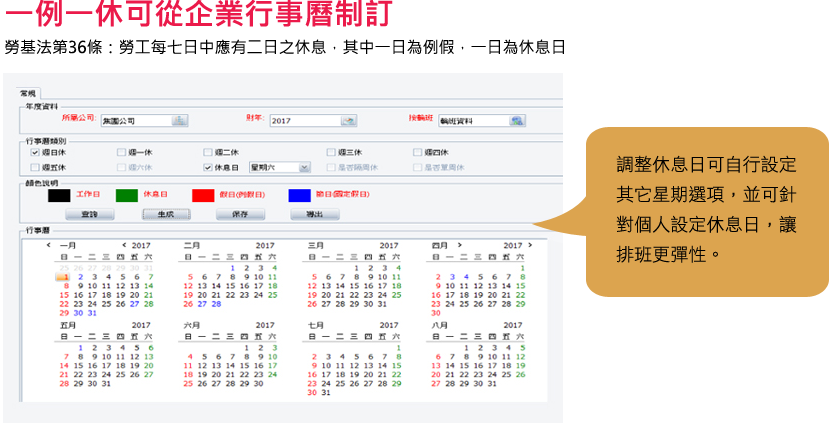 一例一休可從企業行事曆制訂
勞基法第36條：勞工每七日中應有二日之休息，其中一日為例假，一日為休息日
常規
年度資料
所屬公司: 集團公司 財年: 2017 按輪班 輪班資料
行事曆類別
週日休 週一休 週二休 週三休 週四休
週五休 週六休 休息日 星期六 是否隔周休 是否單周休
顏色說明
工作日 休息日 假日(例假日) 節日(國定假日)
查詢 生成 保存 導出
行事曆
< 一月 < 2017 二月 2017 三月 2017 四月 > 2017 >
日 一 二 三 四 五 六 日 一 二 三 四 五 六 日 一 二 三 四 五 六 日 一 二 三 四 五 六
25 26 27 28 29 30 31 1 2 3 4 1 2 3 4 1
1 2 3 4 5 6 7 5 6 7 8 9 10 11 5 6 7 8 9 10 11 2 3 4 5 6 7 8
8 9 10 11 12 13 14 12 13 14 15 16 17 18 12 13 14 15 16 17 18 9 10 11 12 13 14 15
15 16 17 18 19 20 21 19 20 21 22 23 24 25 19 20 21 22 23 24 25 16 17 18 19 20 21 22
22 23 24 25 26 27 28 26 27 28 26 27 28 29 30 31 23 24 25 26 27 28 29
29 30 31 30
五月 2017 六月 2017 七月 2017 八月 2017
日 一 二 三 四 五 六 日 一 二 三 四 五 六 日 一 二 三 四 五 六 日 一 二 三 四 五 六
1 2 3 4 5 6 1 2 3 1 1 2 3 4 5
7 8 9 10 11 12 13 4 5 6 7 8 9 10 2 3 4 5 6 7 8 6 7 8 9 10 11 12
14 15 16 17 18 19 20 11 12 13 14 15 16 17 9 10 11 12 13 14 15 13 14 15 16 17 18 19
21 22 23 24 25 26 27 18 19 20 21 22 23 24 16 17 18 19 20 21 22 20 21 22 23 24 25 26
28 29 30 31 25 26 27 28 29 30 23 24 25 26 27 28 29 27 28 29 30 31
30 31
調整休息日可自行設定
其它星期選項，並可針
對個人設定休息日，讓
排班更彈性。